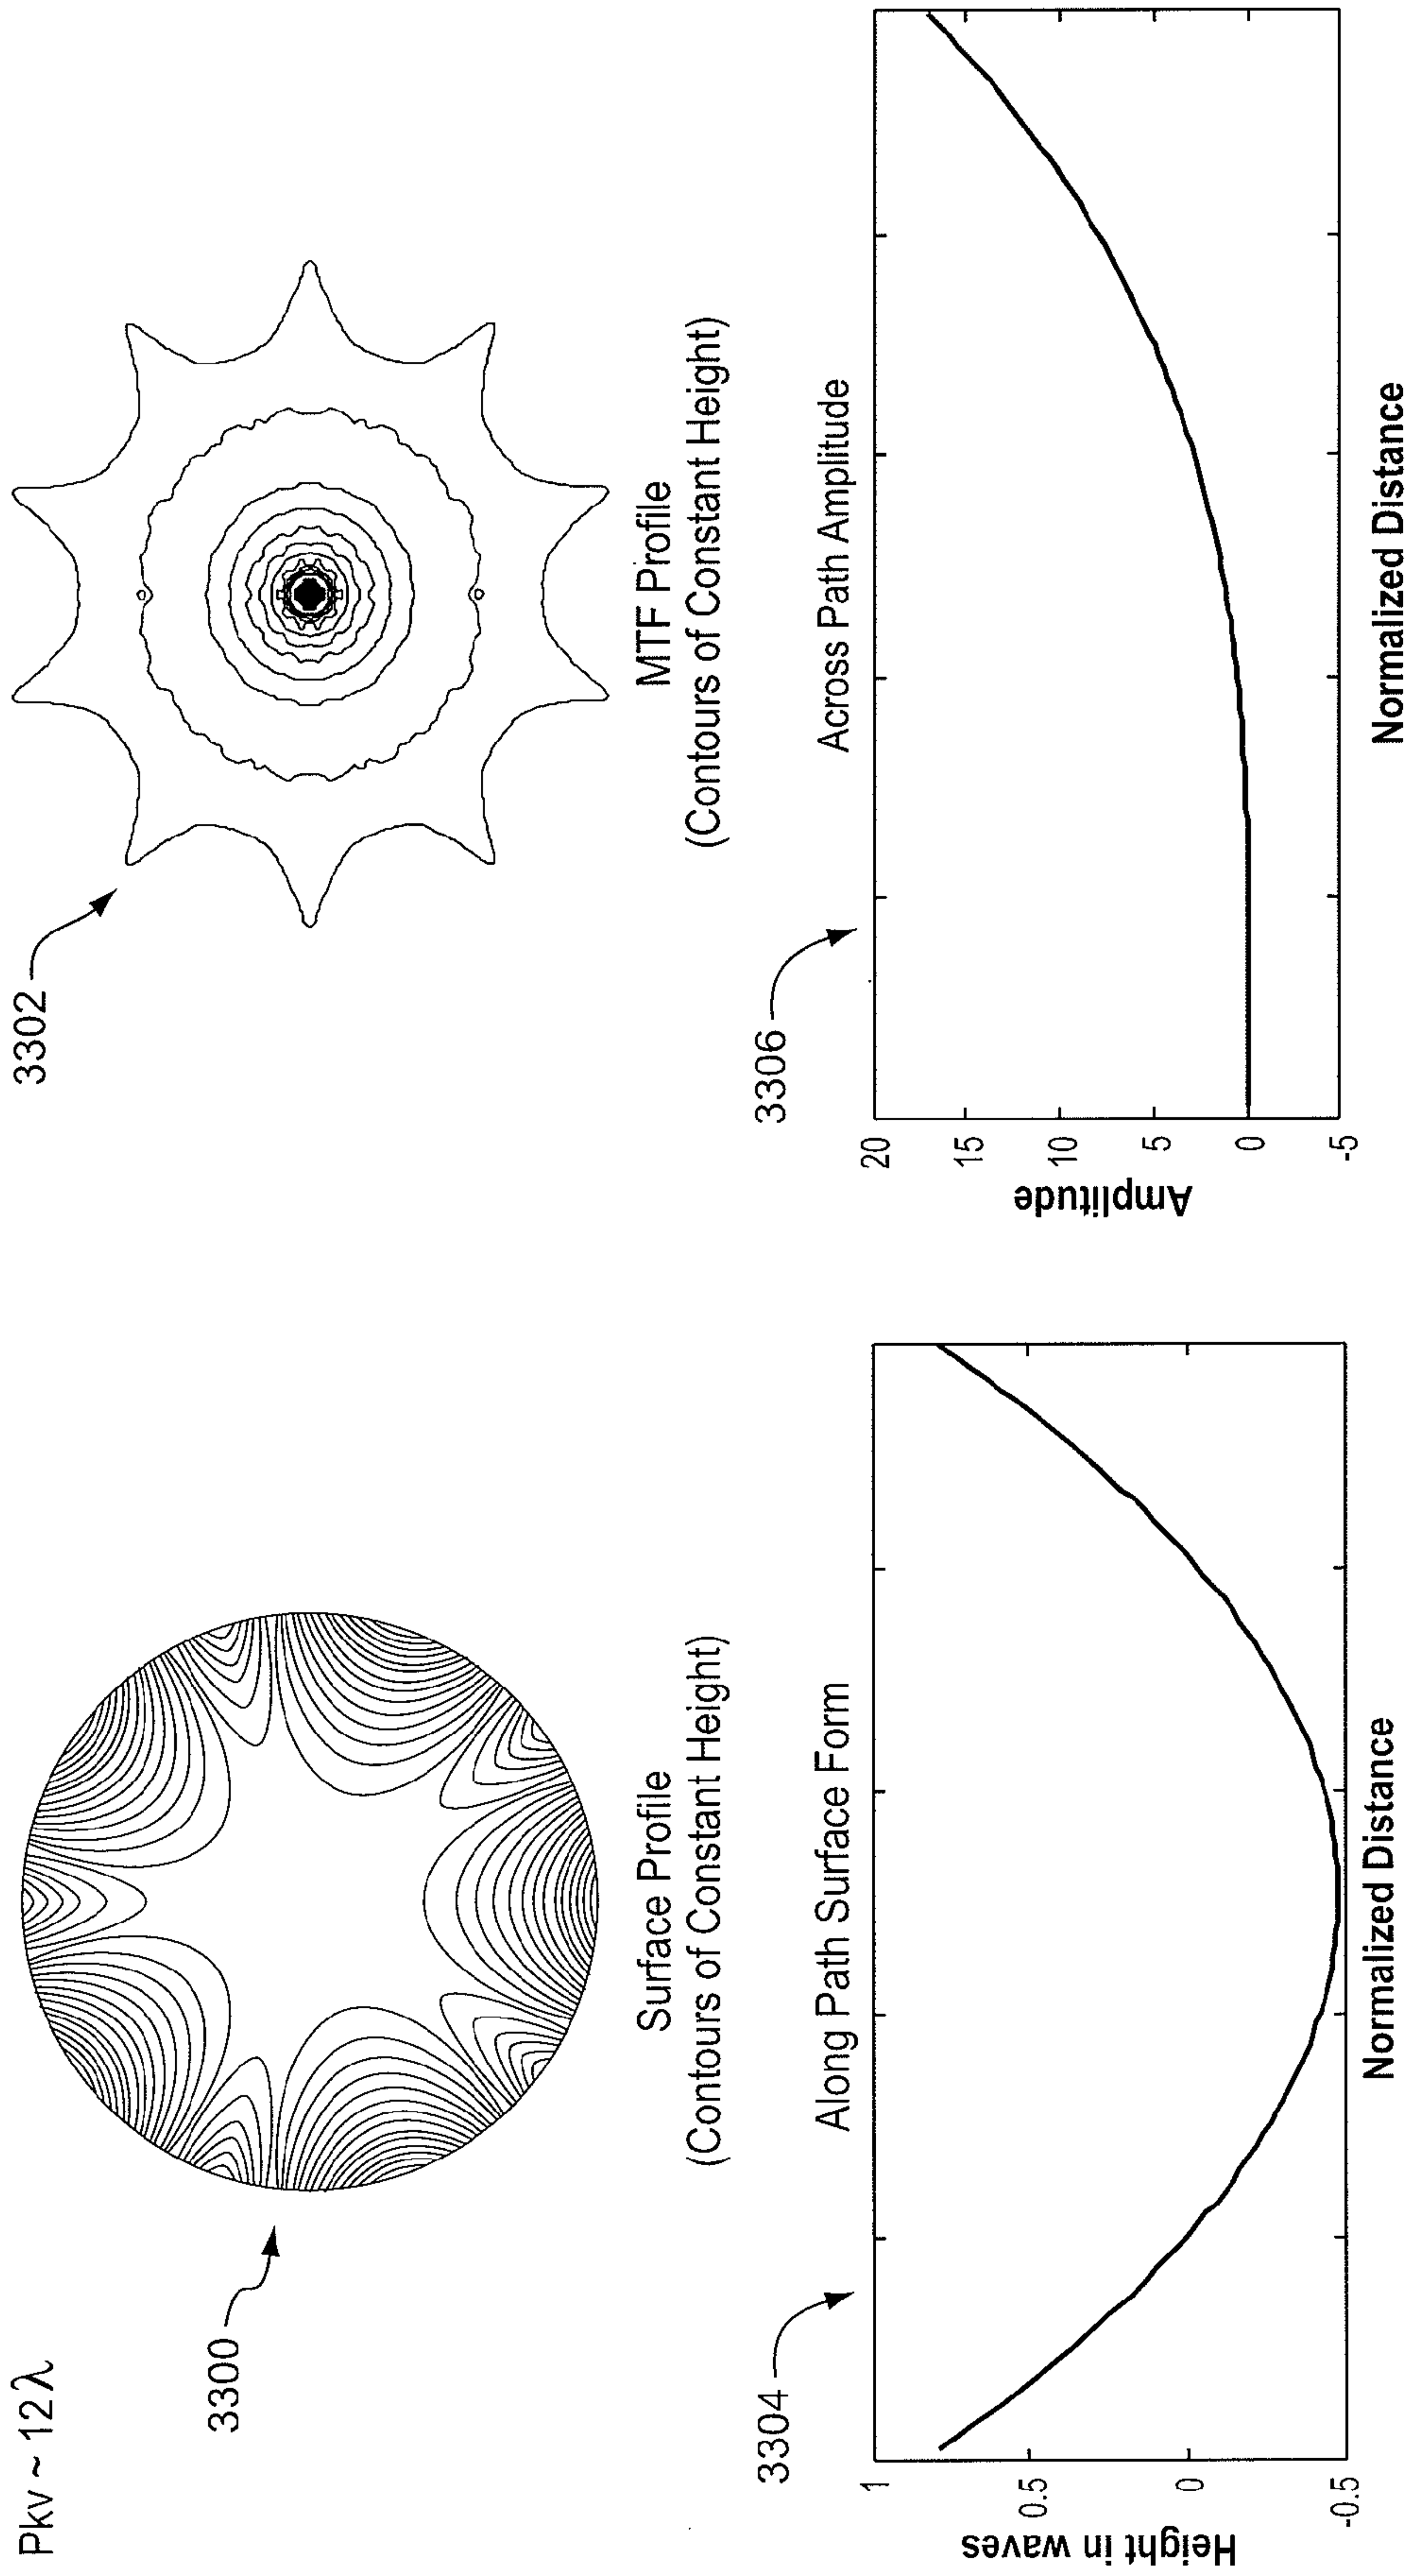 Pkv ~ 12λ
3300
Surface Profile
(Contours of Constant Height)
3302
MTF Profile
(Contours of Constant Height)
3304
Along Path Surface Form
1
0.5
0
-0.5
Height in waves
Normalized Distance
3306
Across Path Amplitude
20
15
10
5
0
-5
Amplitude
Normalized Distance